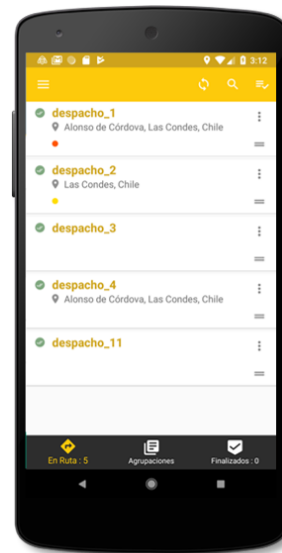 3:12
despacho_1
Alonso de Córdova, Las Condes, Chile
despacho_2
Las Condes, Chile
despacho_3
despacho_4
Alonso de Córdova, Las Condes, Chile
despacho_11
En Ruta : 5
Agrupaciones
Finalizados : 0